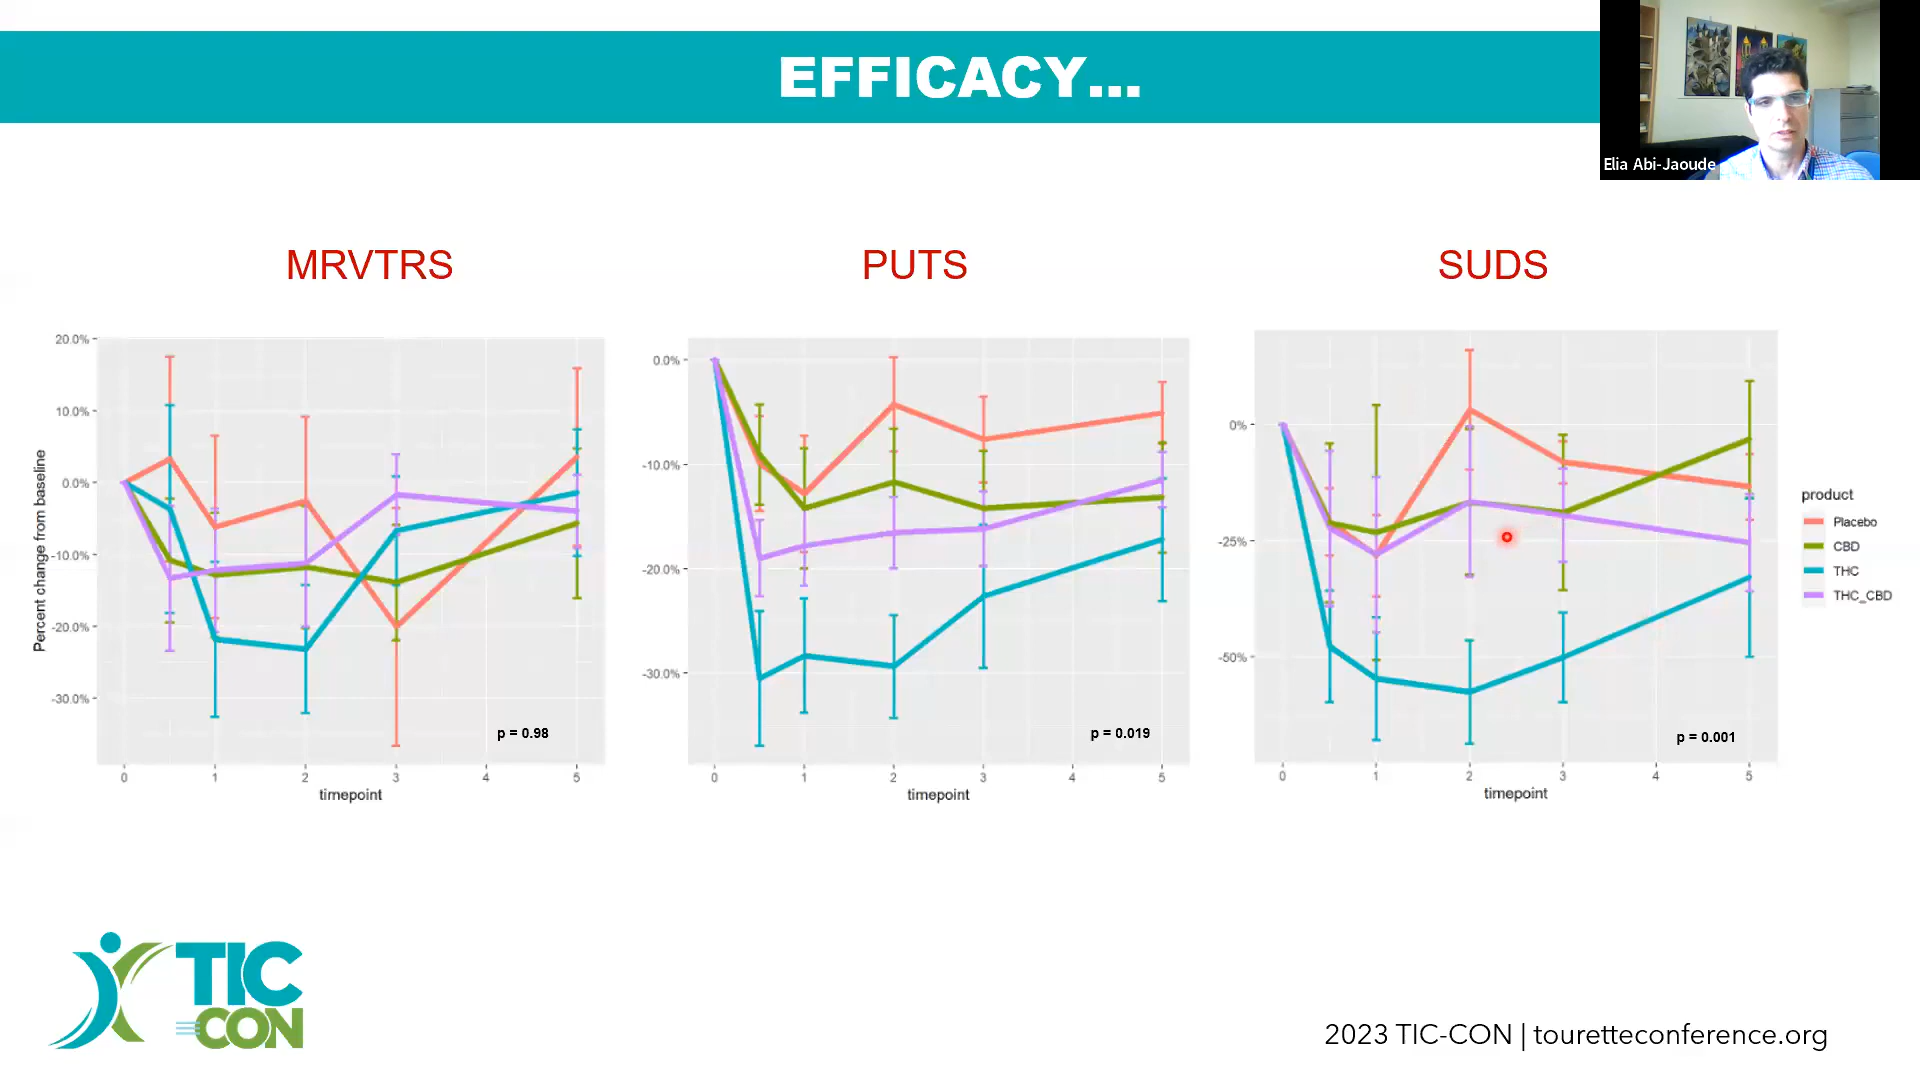 EFFICACY...
Elia Abi-Jaoude
MRVTRS
PUTS
SUDS
Percent change from baseline
20.0%
10.0%
0.0%
-10.0%
-20.0%
-30.0%
p = 0.98
0 1 2 3 4 5
timepoint
0.0%
-10.0%
-20.0%
-30.0%
p = 0.019
0 1 2 3 4 5
timepoint
0%
-25%
-50%
p = 0.001
0 1 2 3 4 5
timepoint
product
Placebo
CBD
THC
THC_CBD
TIC
CON
2023 TIC-CON | touretteconference.org